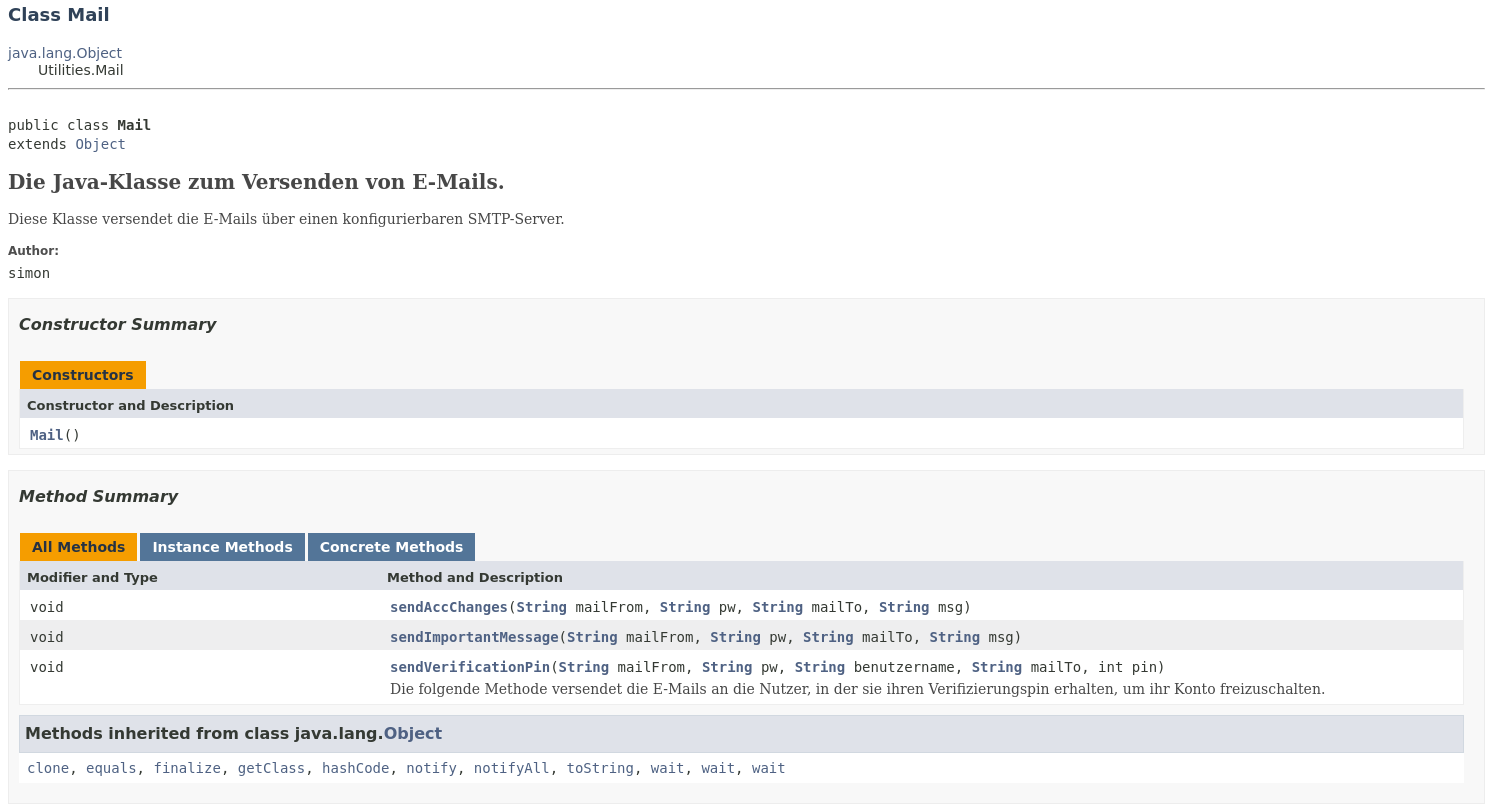 Class Mail
java.lang.Object
Utilities.Mail
public class Mail
extends Object
Die Java-Klasse zum Versenden von E-Mails.
Diese Klasse versendet die E-Mails über einen konfigurierbaren SMTP-Server.
Author:
simon
Constructor Summary
Constructors
Constructor and Description
Mail()
Method Summary
All Methods Instance Methods Concrete Methods
Modifier and Type Method and Description
void sendAccChanges(String mailFrom, String pw, String mailTo, String msg)
void sendImportantMessage(String mailFrom, String pw, String mailTo, String msg)
void sendVerificationPin(String mailFrom, String pw, String benutzername, String mailTo, int pin)
Die folgende Methode versendet die E-Mails an die Nutzer, in der sie ihren Verifizierungspin erhalten, um ihr Konto freizuschalten.
Methods inherited from class java.lang.Object
clone, equals, finalize, getClass, hashCode, notify, notifyAll, toString, wait, wait, wait